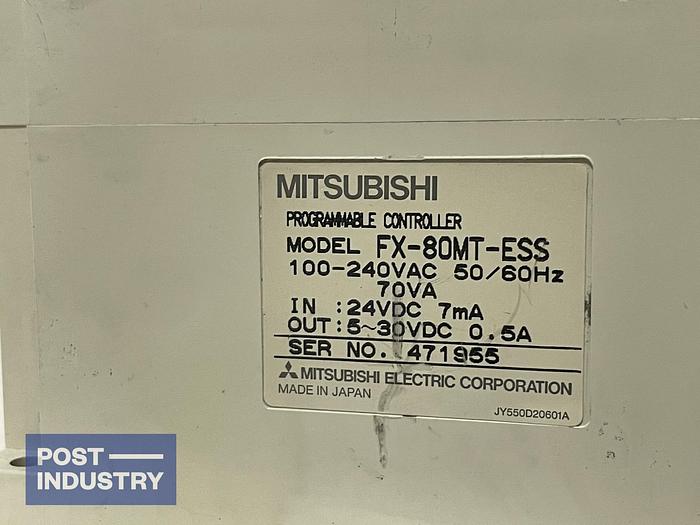 MITSUBISHI
PROGRAMMABLE CONTROLLER
MODEL FX-80MT-ESS
100-240VAC 50/60Hz
70VA
IN :24VDC 7mA
OUT:5~30VDC 0.5A
SER NO. 471955
MITSUBISHI ELECTRIC CORPORATION
MADE IN JAPAN
JY550D20601A
POST
INDUSTRY